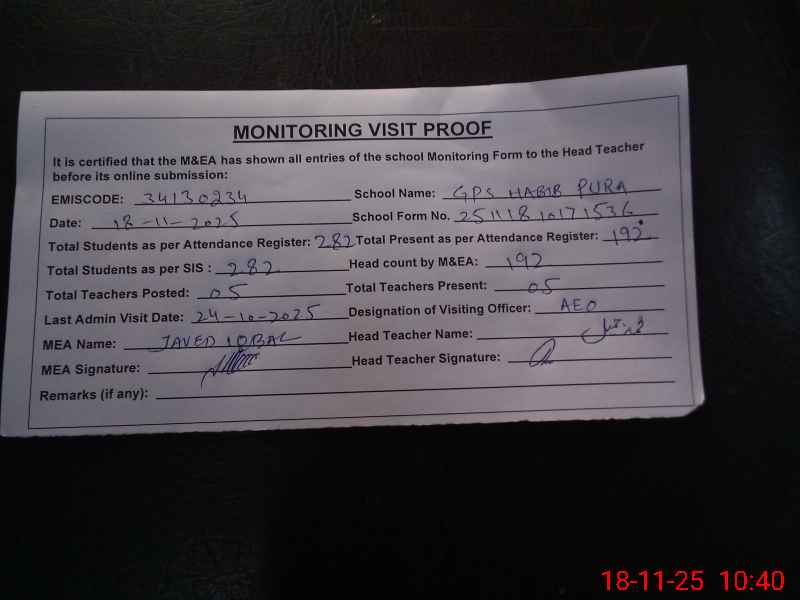 MONITORING VISIT PROOF
It is certified that the M&EA has shown all entries of the school Monitoring Form to the Head Teacher
before its online submission:
EMISCODE: 34130234 School Name: GPS HABIB PURA
Date: 18-11-2025 School Form No. 25111810171536
Total Students as per Attendance Register: 282 Total Present as per Attendance Register: 192
Total Students as per SIS : 282 Head count by M&EA: 192
Total Teachers Posted: 05 Total Teachers Present: 05
Last Admin Visit Date: 24-10-2025 Designation of Visiting Officer: AEO
MEA Name: JAVED IQBAL Head Teacher Name:
MEA Signature: Head Teacher Signature:
Remarks (if any):
18-11-25 10:40